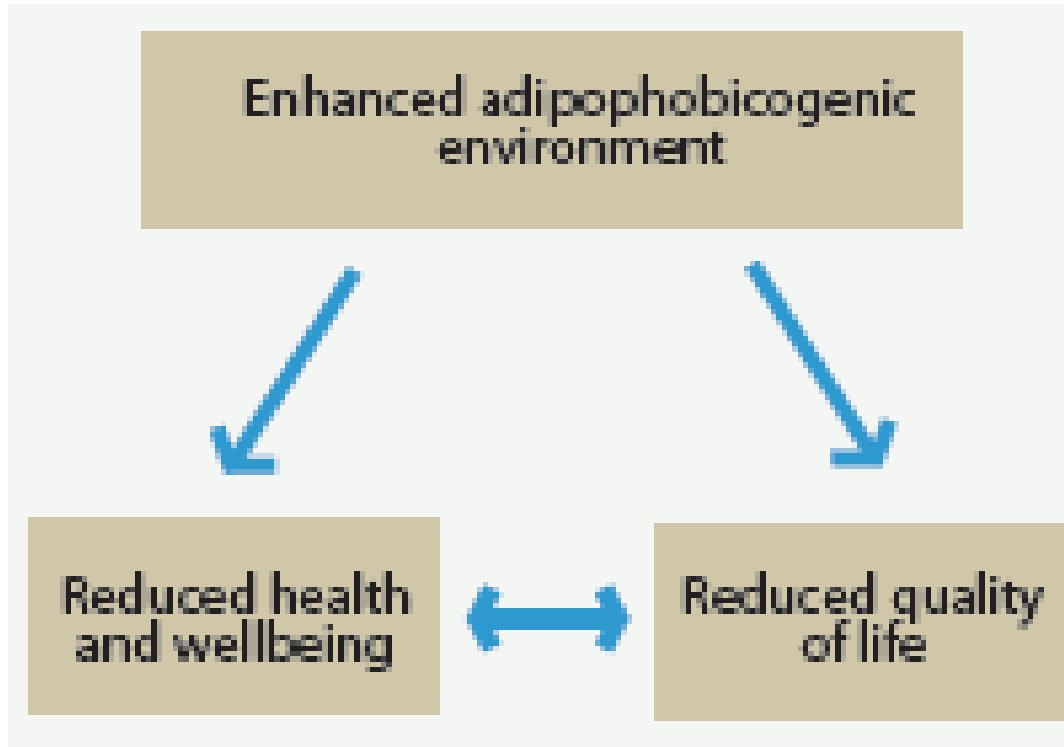 Enhanced adipophobicogenic
environment
Reduced health
and wellbeing
Reduced quality
of life